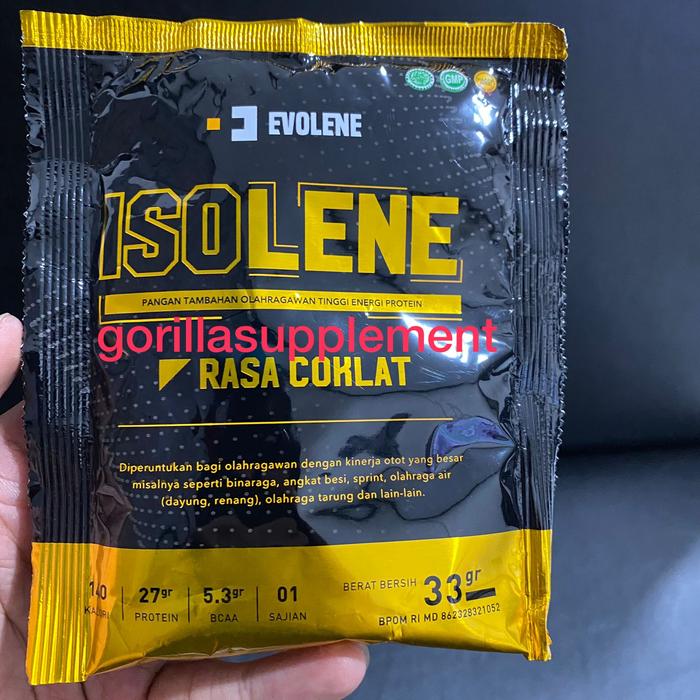 GMP
EVOLENE
ISOLENE
PANGAN TAMBAHAN OLAHRAGAWAN TINGGI ENERGI PROTEIN
gorillasupplement
RASA COKLAT
Diperuntukan bagi olahragawan dengan kinerja otot yang besar
misalnya seperti binaraga, angkat besi, sprint, olahraga air
(dayung, renang), olahraga tarung dan lain-lain.
27gr 5.3gr 01 BERAT BERSIH 33gr
KALORI PROTEIN BCAA SAJIAN BPOM RI MD 862328321052